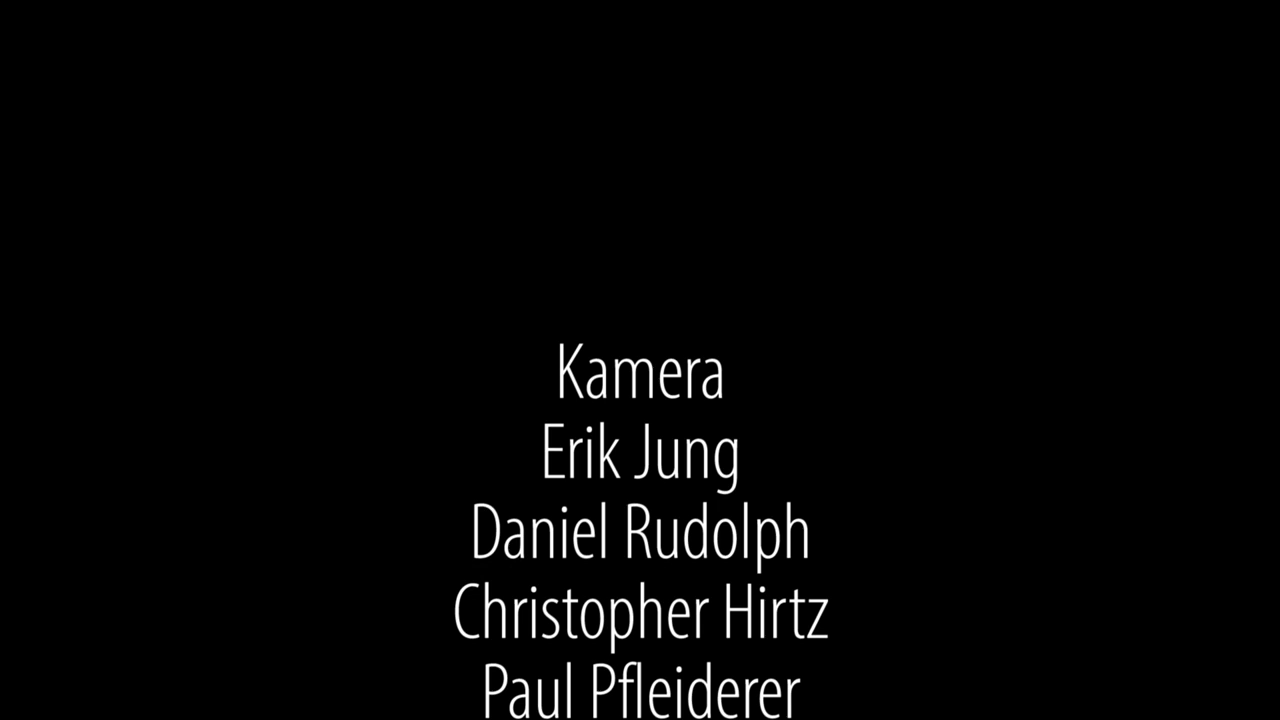 Kamera
Erik Jung
Daniel Rudolph
Christopher Hirtz
Paul Pfleiderer